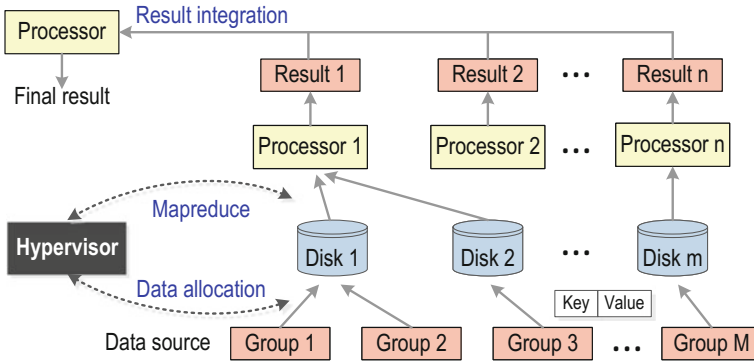 Processor
Result integration
Final result
Result 1
Result 2
...
Result n
Processor 1
Processor 2
...
Processor n
Mapreduce
Hypervisor
Disk 1
Disk 2
...
Disk m
Data allocation
Key Value
Data source
Group 1
Group 2
Group 3
...
Group M